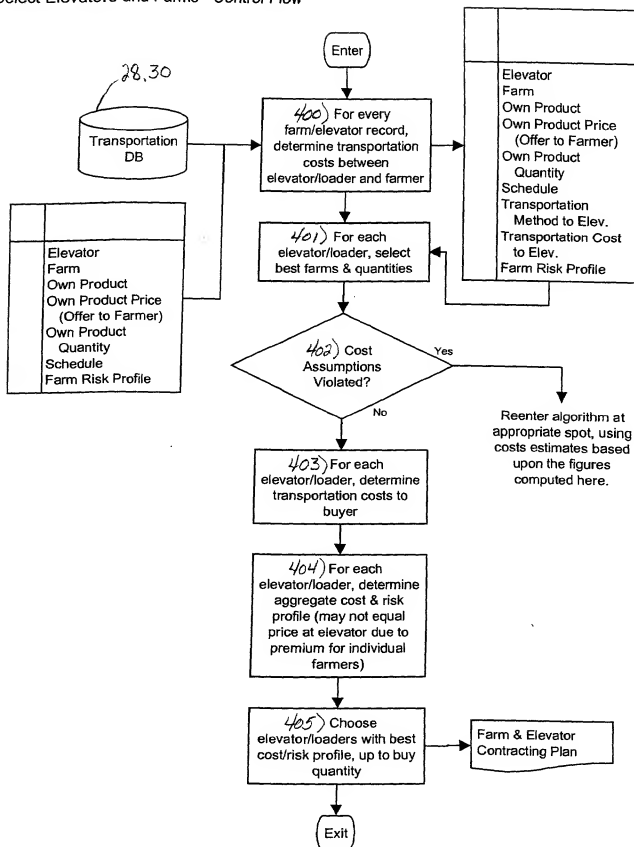 Select Elevators and Farms - Control Flow
Enter
28,30
Transportation
DB
400) For every
farm/elevator record,
determine transportation
costs between
elevator/loader and farmer
Elevator
Farm
Own Product
Own Product Price
(Offer to Farmer)
Own Product
Quantity
Schedule
Transportation
Method to Elev.
Transportation Cost
to Elev.
Farm Risk Profile
Elevator
Farm
Own Product
Own Product Price
(Offer to Farmer)
Own Product
Quantity
Schedule
Farm Risk Profile
401) For each
elevator/loader, select
best farms & quantities
402) Cost
Assumptions
Violated?
Yes
No
Reenter algorithm at
appropriate spot, using
costs estimates based
upon the figures
computed here.
403) For each
elevator/loader, determine
transportation costs to
buyer
404) For each
elevator/loader, determine
aggregate cost & risk
profile (may not equal
price at elevator due to
premium for individual
farmers)
405) Choose
elevator/loaders with best
cost/risk profile, up to buy
quantity
Farm & Elevator
Contracting Plan
Exit